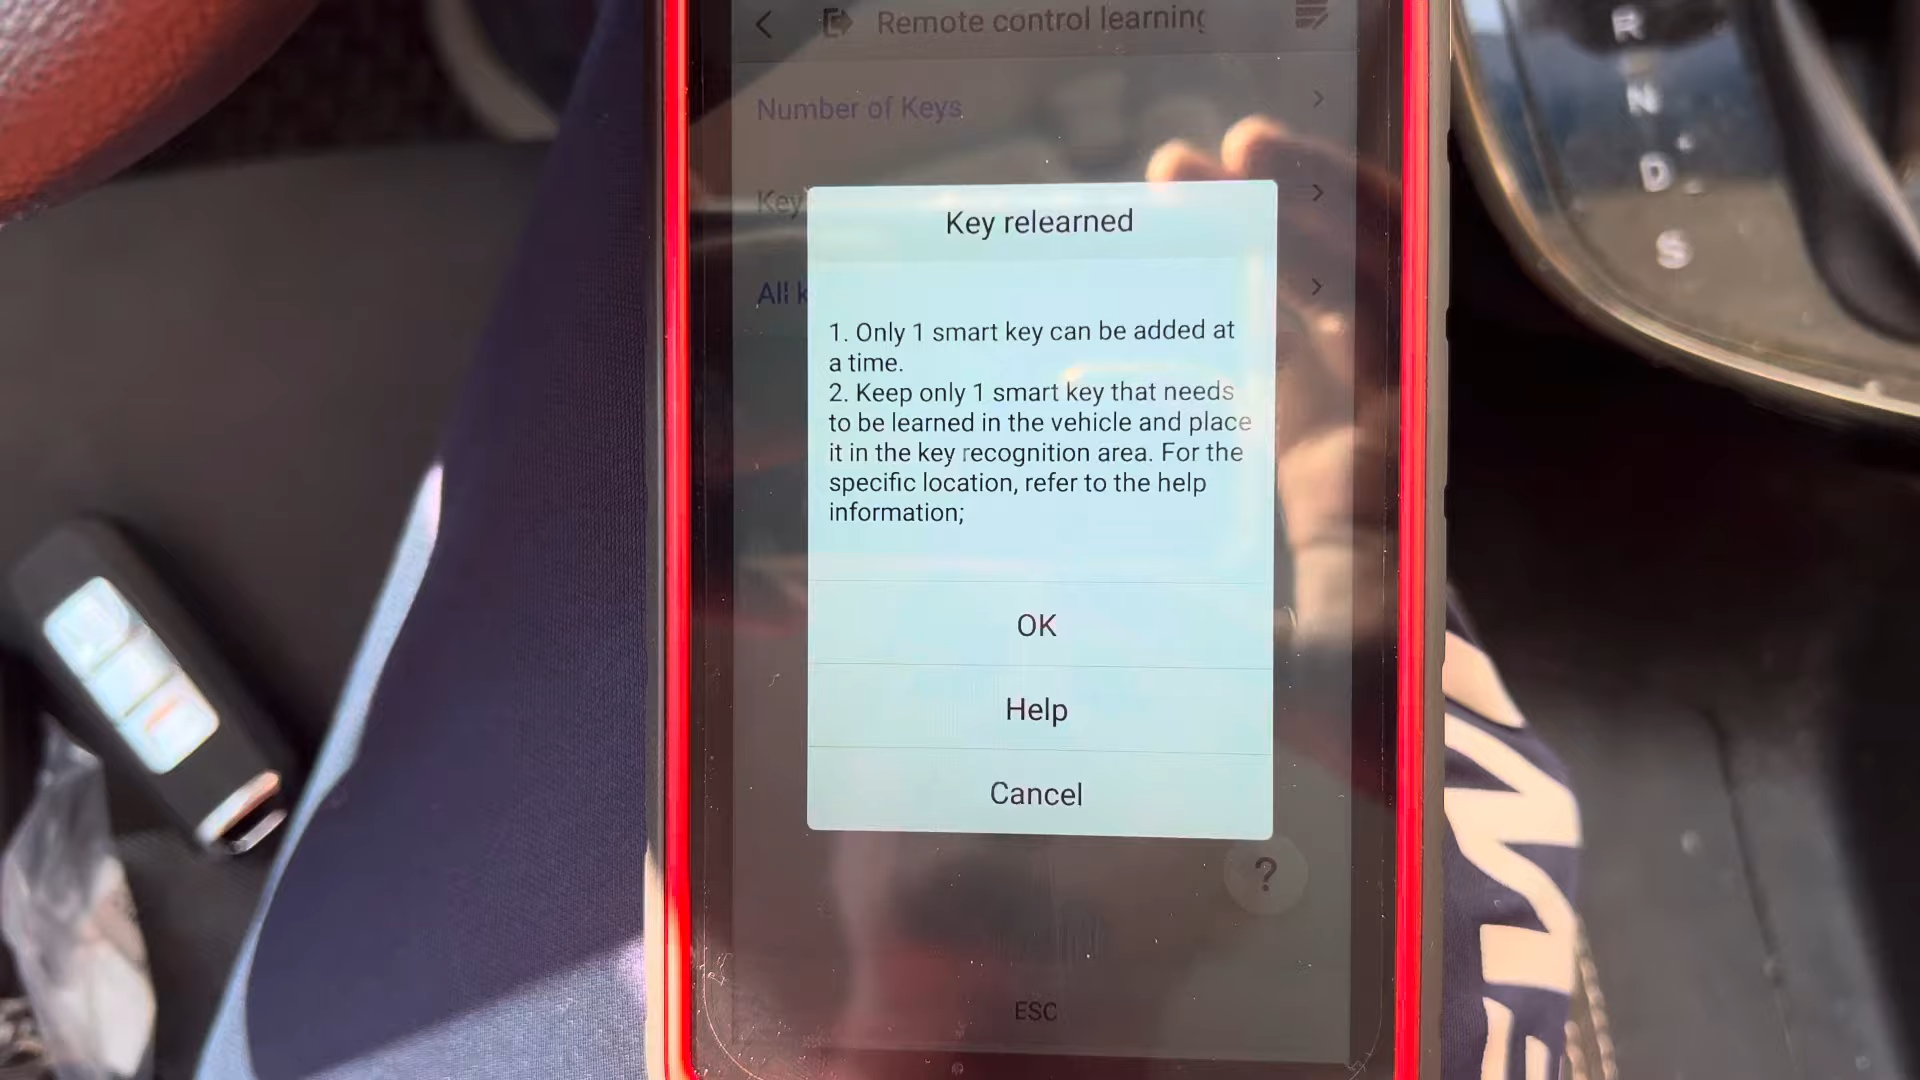 Remote control learning
Number of Keys
Key
All k
Key relearned
1. Only 1 smart key can be added at
a time.
2. Keep only 1 smart key that needs
to be learned in the vehicle and place
it in the key recognition area. For the
specific location, refer to the help
information;
OK
Help
Cancel
?
ESC
R
N
D
S